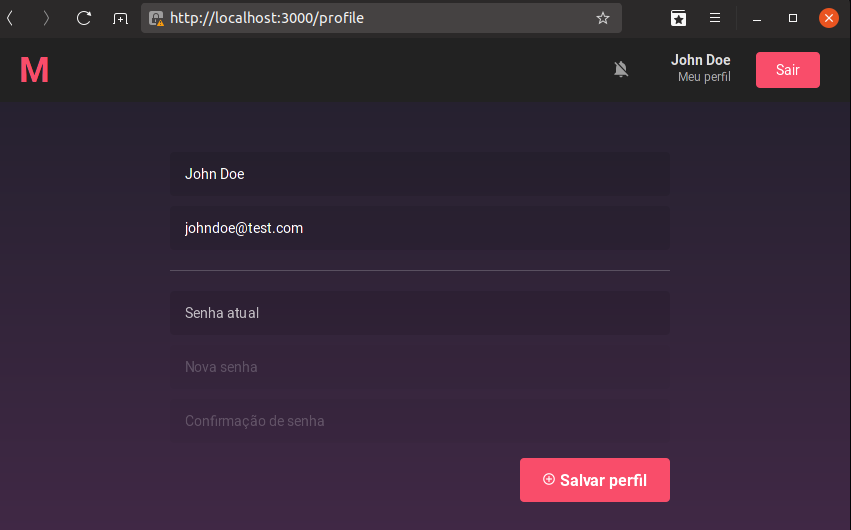 http://localhost:3000/profile
M
John Doe
Meu perfil
Sair
John Doe
johndoe@test.com
Senha atual
Nova senha
Confirmação de senha
Salvar perfil